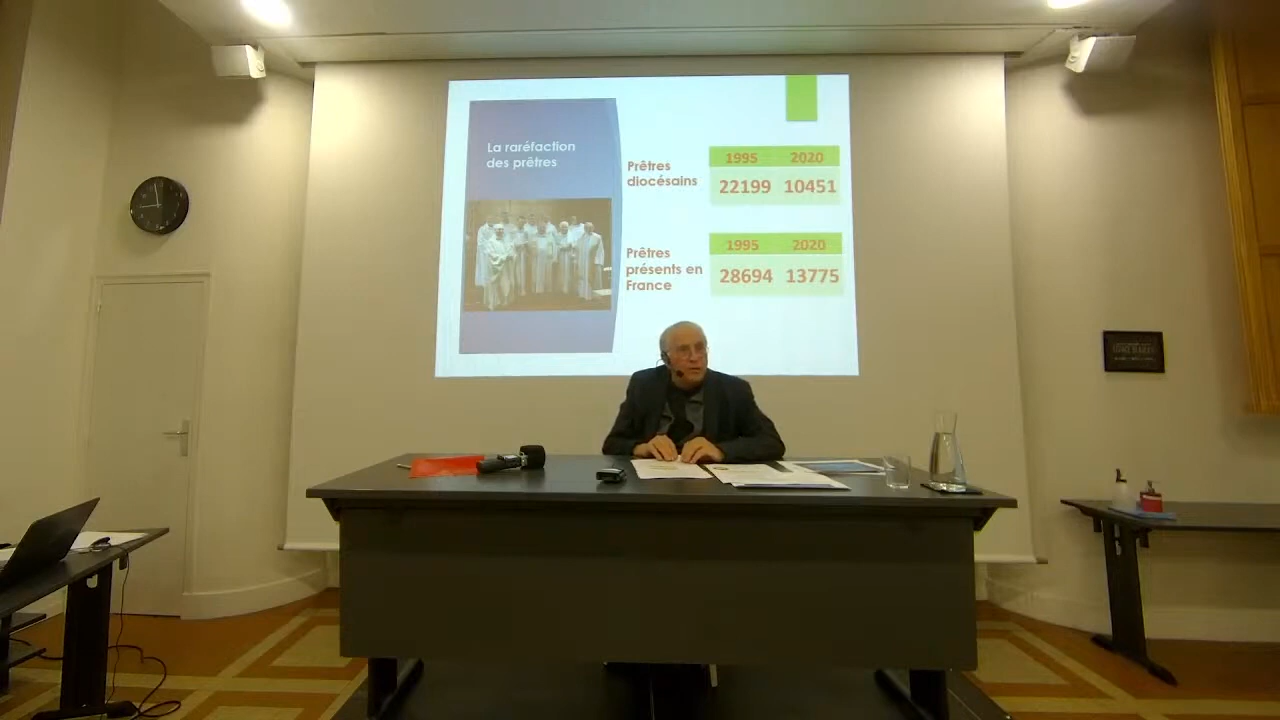 La raréfaction
des prêtres
Prêtres
diocésains
1995 2020
22199 10451
Prêtres
présents en
France
1995 2020
28694 13775